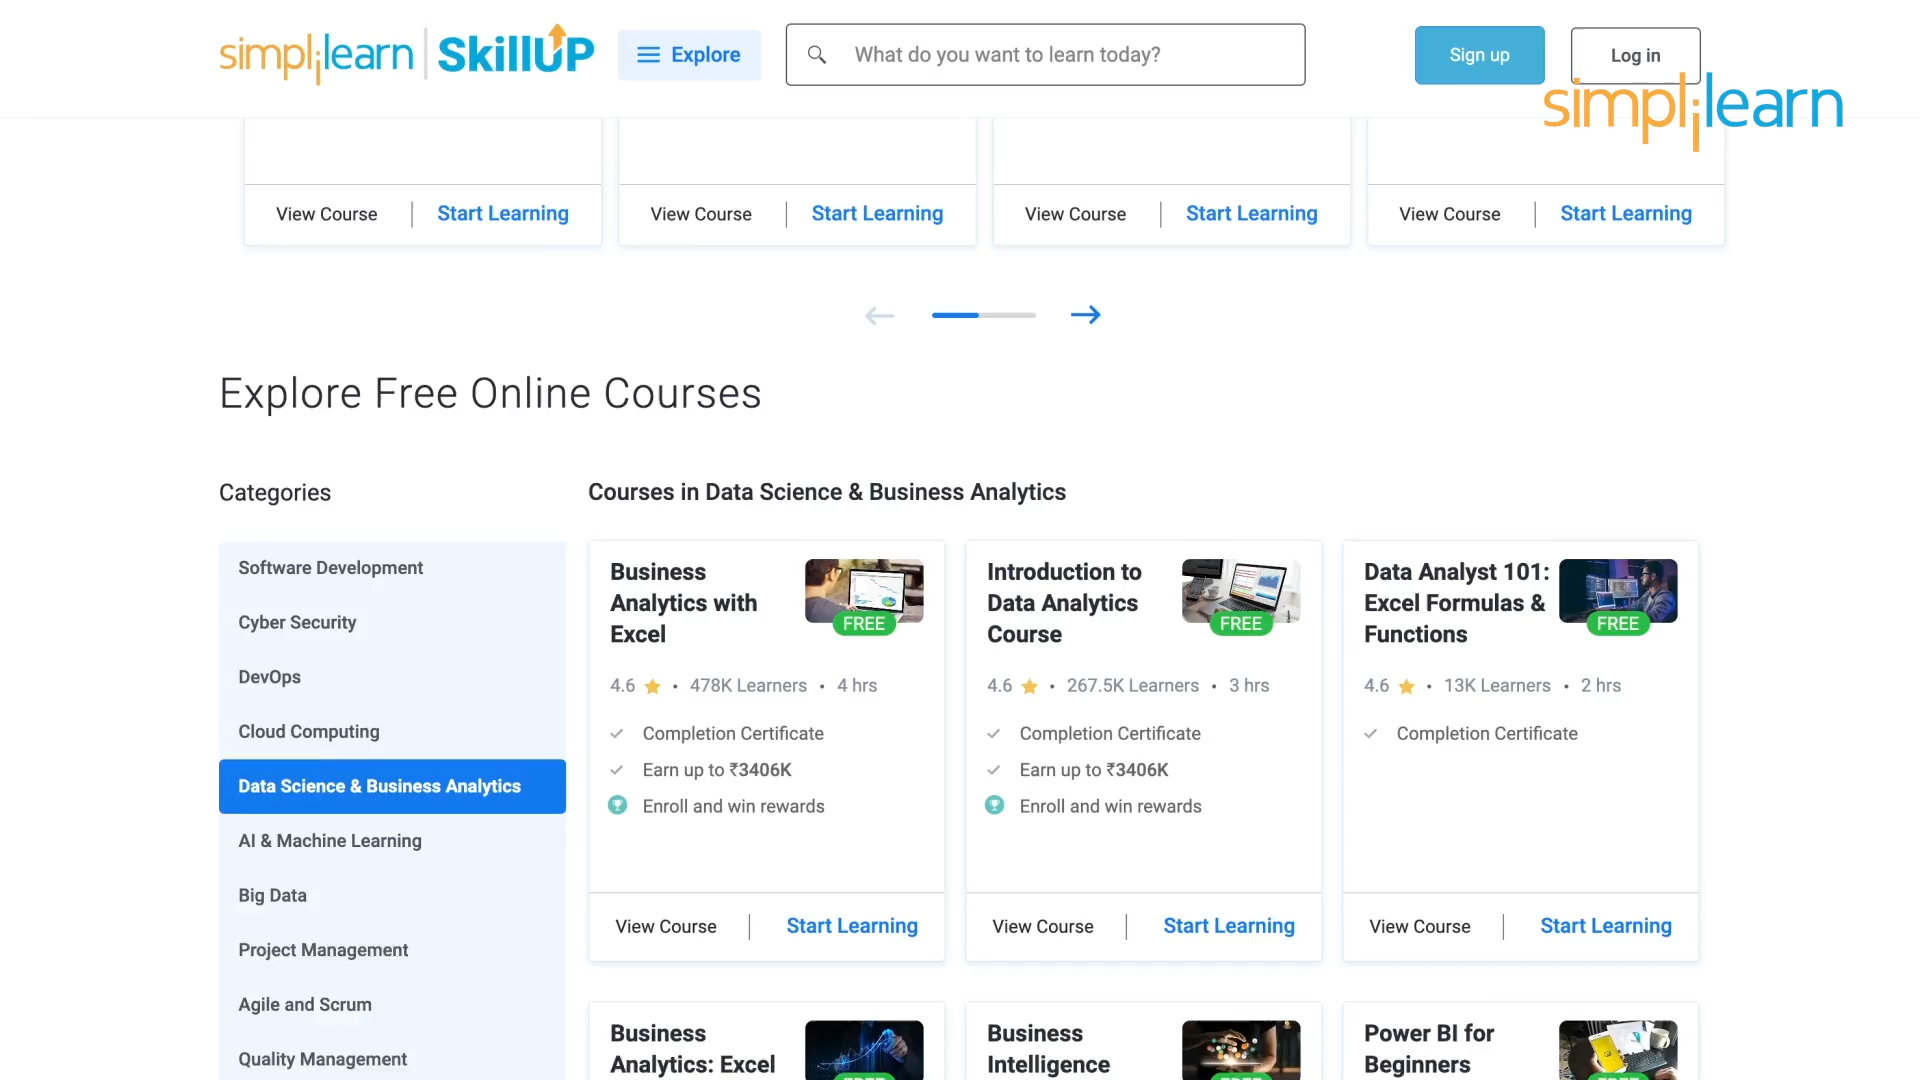 simplilearn | SkillUP
Explore
What do you want to learn today?
Sign up
Log in
simplilearn
View Course | Start Learning
View Course | Start Learning
View Course | Start Learning
View Course | Start Learning
Explore Free Online Courses
Categories
Software Development
Cyber Security
DevOps
Cloud Computing
Data Science & Business Analytics
AI & Machine Learning
Big Data
Project Management
Agile and Scrum
Quality Management
Courses in Data Science & Business Analytics
Business
Analytics with
Excel
FREE
4.6 • 478K Learners • 4 hrs
Completion Certificate
Earn up to ₹3406K
Enroll and win rewards
View Course | Start Learning
Introduction to
Data Analytics
Course
FREE
4.6 • 267.5K Learners • 3 hrs
Completion Certificate
Earn up to ₹3406K
Enroll and win rewards
View Course | Start Learning
Data Analyst 101:
Excel Formulas &
Functions
FREE
4.6 • 13K Learners • 2 hrs
Completion Certificate
View Course | Start Learning
Business
Analytics: Excel
FREE
Business
Intelligence
FREE
Power BI for
Beginners
FREE